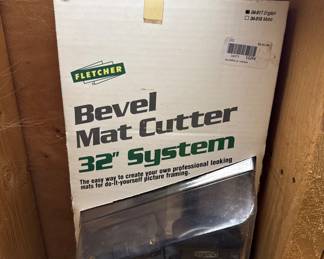 FLETCHER
Bevel
Mat Cutter
32" System
The easy way to create your own professional looking
mats for do-it-yourself picture framing.